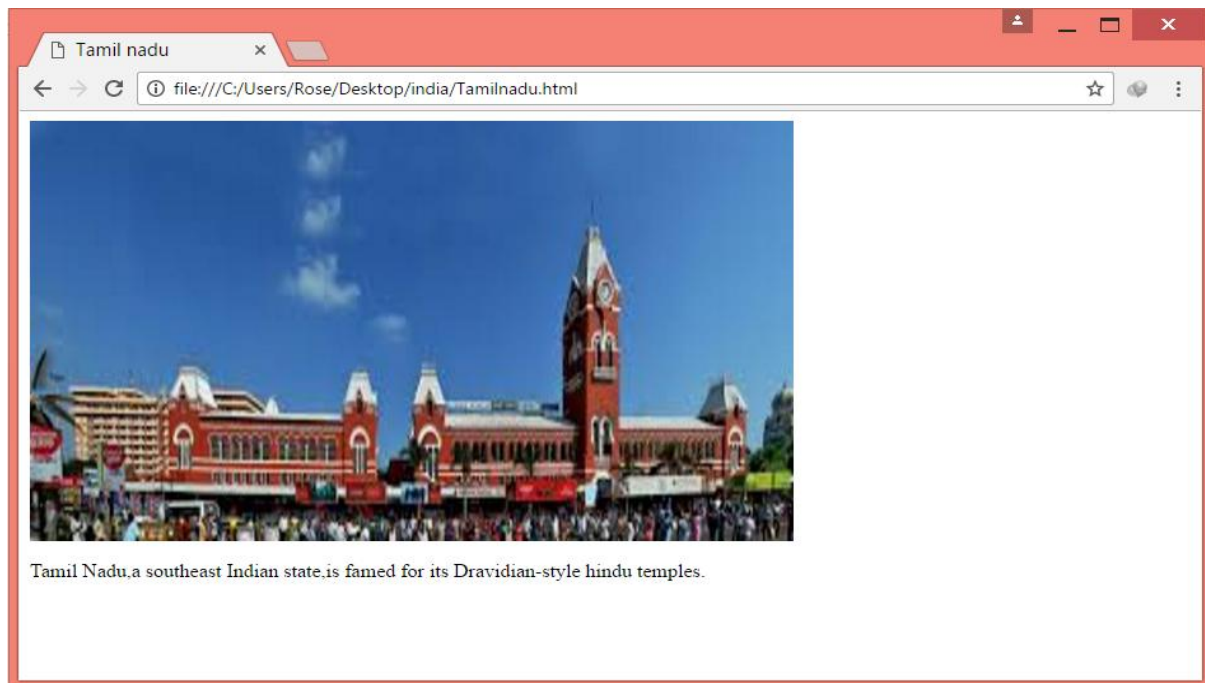 Tamil nadu
file:///C:/Users/Rose/Desktop/india/Tamilnadu.html
Tamil Nadu,a southeast Indian state,is famed for its Dravidian-style hindu temples.